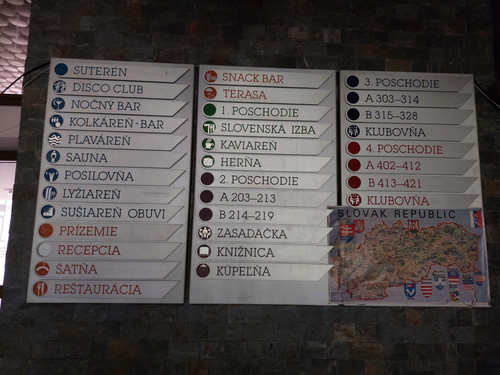 SUTERÉN
DISCO CLUB
NOČNÝ BAR
KOLKÁREŇ-BAR
PLAVÁREŇ
SAUNA
POSILOVŇA
LYŽIAREŇ
SUŠIAREŇ OBUVI
PRÍZEMIE
RECEPCIA
ŠATŇA
REŠTAURÁCIA
SNACK BAR
TERASA
1. POSCHODIE
SLOVENSKÁ IZBA
KAVIAREŇ
HERŇA
2. POSCHODIE
A 203–213
B 214–219
ZASADAČKA
KNIŽNICA
KÚPEĽŇA
3. POSCHODIE
A 303–314
B 315–328
KLUBOVŇA
4. POSCHODIE
A 402–412
B 413–421
KLUBOVŇA
SLOVAK REPUBLIC